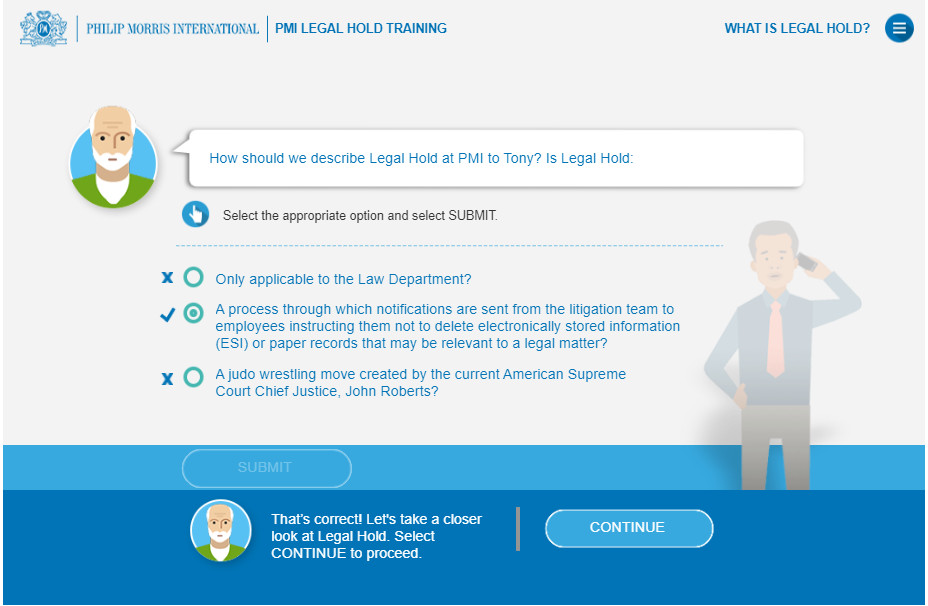 PM
PHILIP MORRIS INTERNATIONAL
PMI LEGAL HOLD TRAINING
WHAT IS LEGAL HOLD?
How should we describe Legal Hold at PMI to Tony? Is Legal Hold:
Select the appropriate option and select SUBMIT.
Only applicable to the Law Department?
A process through which notifications are sent from the litigation team to
employees instructing them not to delete electronically stored information
(ESI) or paper records that may be relevant to a legal matter?
A judo wrestling move created by the current American Supreme
Court Chief Justice, John Roberts?
SUBMIT
That's correct! Let's take a closer
look at Legal Hold. Select
CONTINUE to proceed.
CONTINUE